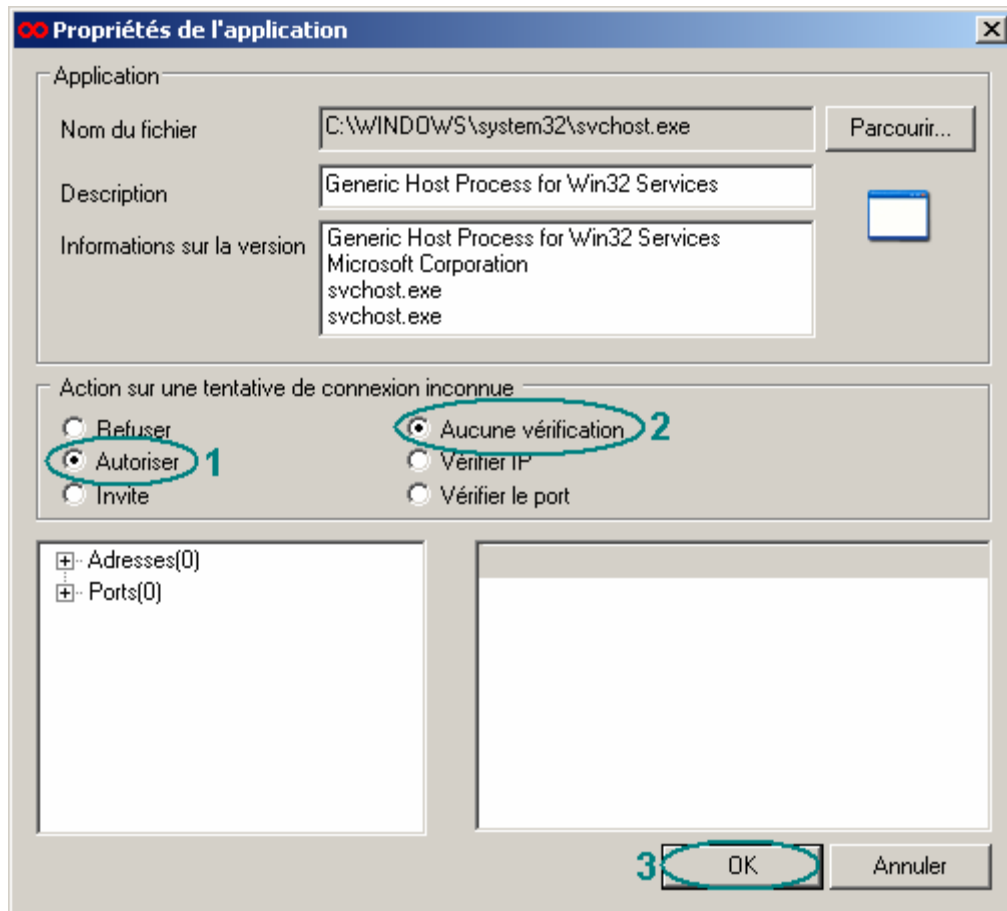 Propriétés de l'application
Application
Nom du fichier
C:\WINDOWS\system32\svchost.exe
Parcourir...
Description
Generic Host Process for Win32 Services
Informations sur la version
Generic Host Process for Win32 Services
Microsoft Corporation
svchost.exe
svchost.exe
Action sur une tentative de connexion inconnue
Refuser
Aucune vérification 2
Autoriser 1
Vérifier IP
Invite
Vérifier le port
Adresses(0)
Ports(0)
3 OK
Annuler